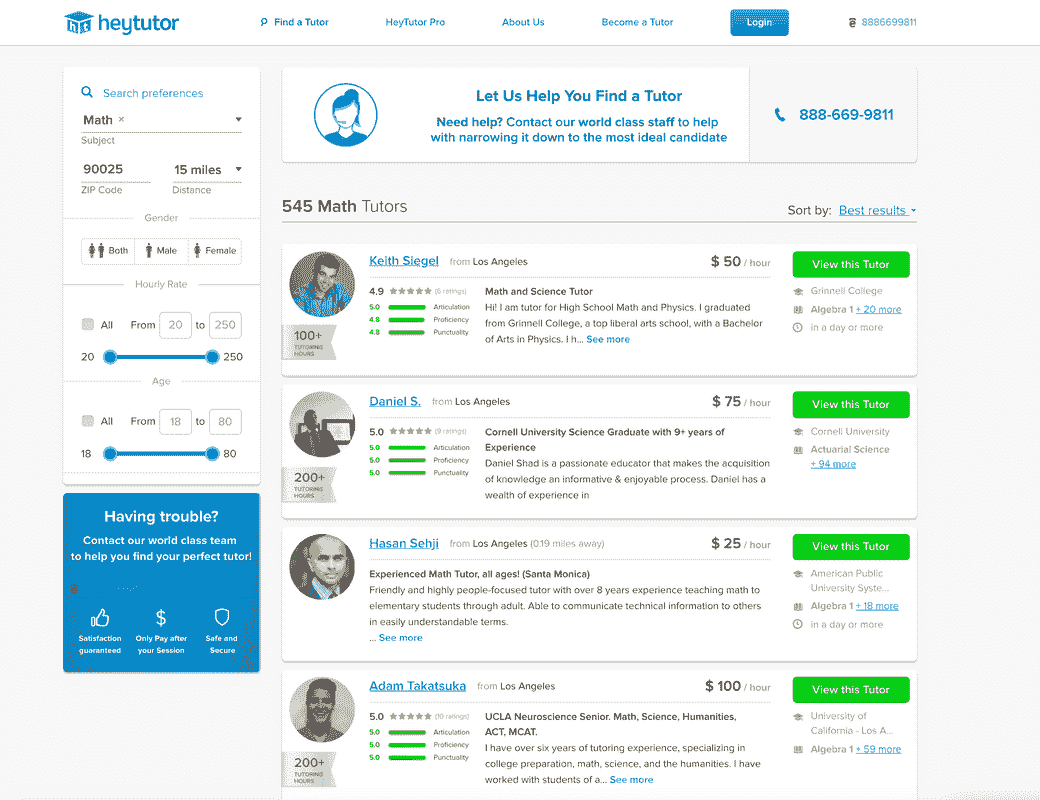 heytutor
Find a Tutor
HeyTutor Pro
About Us
Become a Tutor
Login
8886699811
Search preferences
Math ×
Subject
90025
15 miles
ZIP Code
Distance
Gender
Both
Male
Female
Hourly Rate
All From 20 to 250
20 250
Age
All From 18 to 80
18 80
Having trouble?
Contact our world class team
to help you find your perfect tutor!
Satisfaction
guaranteed
Only Pay after
your Session
Safe and
Secure
Let Us Help You Find a Tutor
Need help? Contact our world class staff to help
with narrowing it down to the most ideal candidate
888-669-9811
545 Math Tutors
Sort by: Best results
Keith Siegel from Los Angeles
$ 50 / hour
100+
TUTORING
HOURS
4.9 (6 ratings)
5.0 Articulation
4.8 Proficiency
4.8 Punctuality
Math and Science Tutor
Hi! I am tutor for High School Math and Physics. I graduated
from Grinnell College, a top liberal arts school, with a Bachelor
of Arts in Physics. I h... See more
View this Tutor
Grinnell College
Algebra 1 + 20 more
in a day or more
Daniel S. from Los Angeles
$ 75 / hour
200+
TUTORING
HOURS
5.0 (9 ratings)
5.0 Articulation
5.0 Proficiency
5.0 Punctuality
Cornell University Science Graduate with 9+ years of
Experience
Daniel Shad is a passionate educator that makes the acquisition
of knowledge an informative & enjoyable process. Daniel has a
wealth of experience in
View this Tutor
Cornell University
Actuarial Science
+ 94 more
Hasan Sehji from Los Angeles (0.19 miles away)
$ 25 / hour
Experienced Math Tutor, all ages! (Santa Monica)
Friendly and highly people-focused tutor with over 8 years experience teaching math to
elementary students through adult. Able to communicate technical information to others
in easily understandable terms.
... See more
View this Tutor
American Public
University Syste...
Algebra 1 + 18 more
in a day or more
Adam Takatsuka from Los Angeles
$ 100 / hour
200+
TUTORING
HOURS
5.0 (10 ratings)
5.0 Articulation
5.0 Proficiency
5.0 Punctuality
UCLA Neuroscience Senior. Math, Science, Humanities,
ACT, MCAT.
I have over six years of tutoring experience, specializing in
college preparation, math, science, and the humanities. I have
worked with students of a... See more
View this Tutor
University of
California - Los A...
Algebra 1 + 59 more